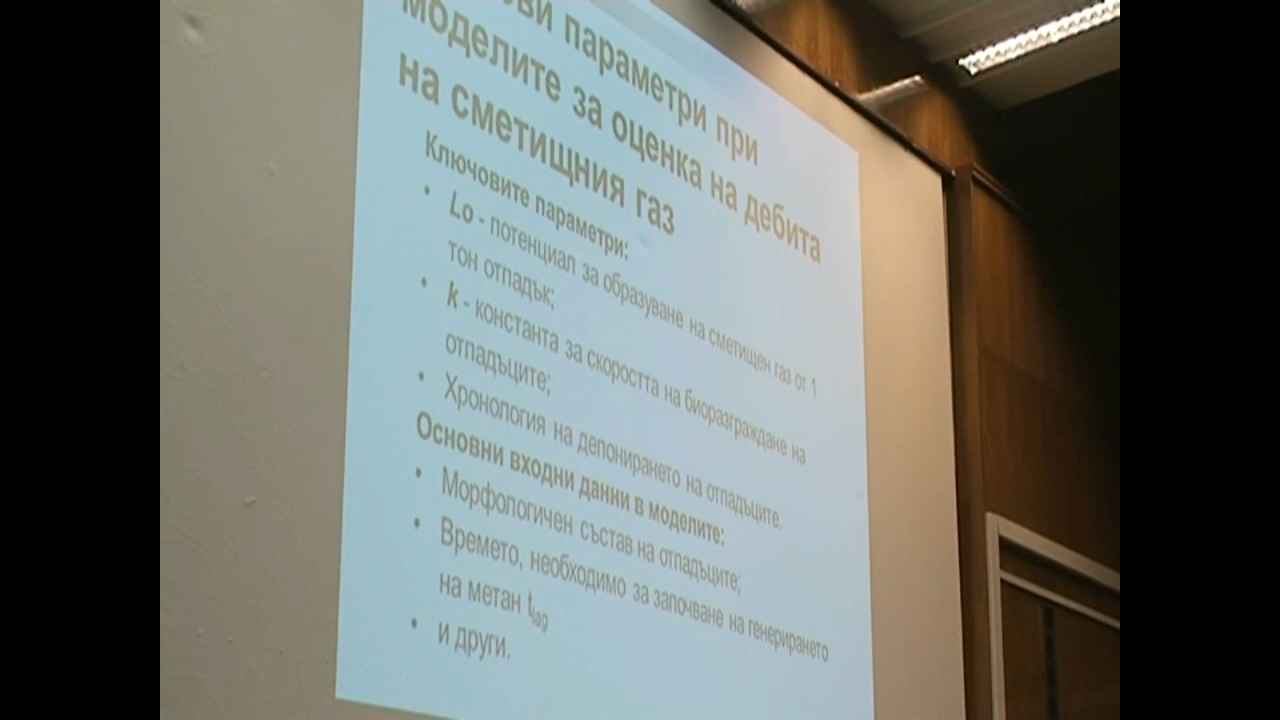 параметри при
моделите за оценка на дебита
на сметищния газ
Ключовите параметри:
• Lo - потенциал за образуване на сметищен газ от 1
тон отпадък;
• k - константа за скоростта на биоразграждане на
отпадъците;
• Хронология на депонирането на отпадъците.
Основни входни данни в моделите:
• Морфологичен състав на отпадъците;
• Времето, необходимо за започване на генерирането
на метан tlag
• и други.